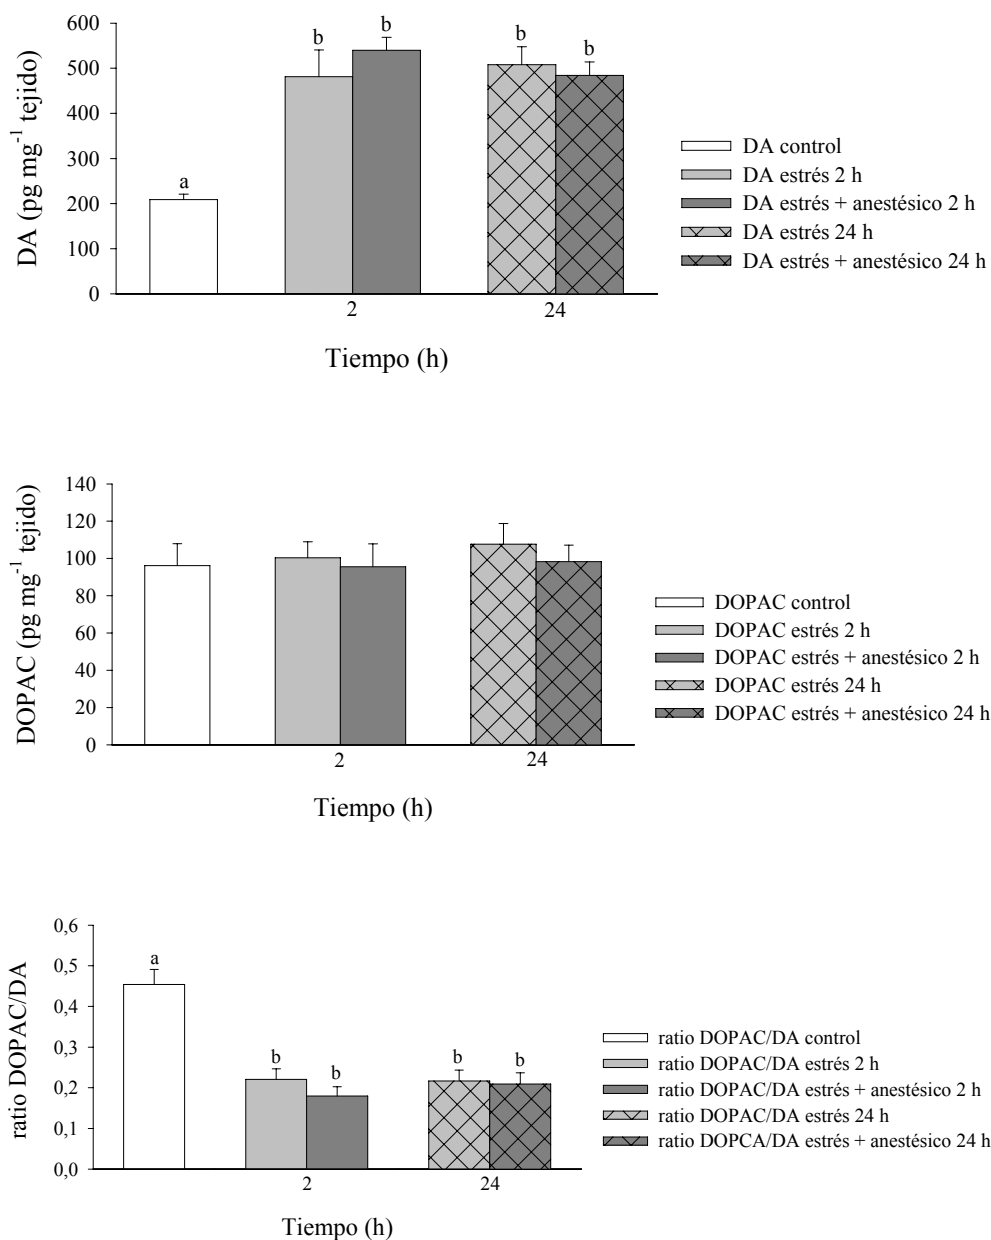 600
500
400
300
200
100
0
DA (pg mg-1 tejido)
a
b
b
b
b
2
24
Tiempo (h)
DA control
DA estrés 2 h
DA estrés + anestésico 2 h
DA estrés 24 h
DA estrés + anestésico 24 h
140
120
100
80
60
40
20
0
DOPAC (pg mg-1 tejido)
2
24
Tiempo (h)
DOPAC control
DOPAC estrés 2 h
DOPAC estrés + anestésico 2 h
DOPAC estrés 24 h
DOPAC estrés + anestésico 24 h
0,6
0,5
0,4
0,3
0,2
0,1
0,0
ratio DOPAC/DA
a
b
b
b
b
2
24
Tiempo (h)
ratio DOPAC/DA control
ratio DOPAC/DA estrés 2 h
ratio DOPAC/DA estrés + anestésico 2 h
ratio DOPAC/DA estrés 24 h
ratio DOPCA/DA estrés + anestésico 24 h